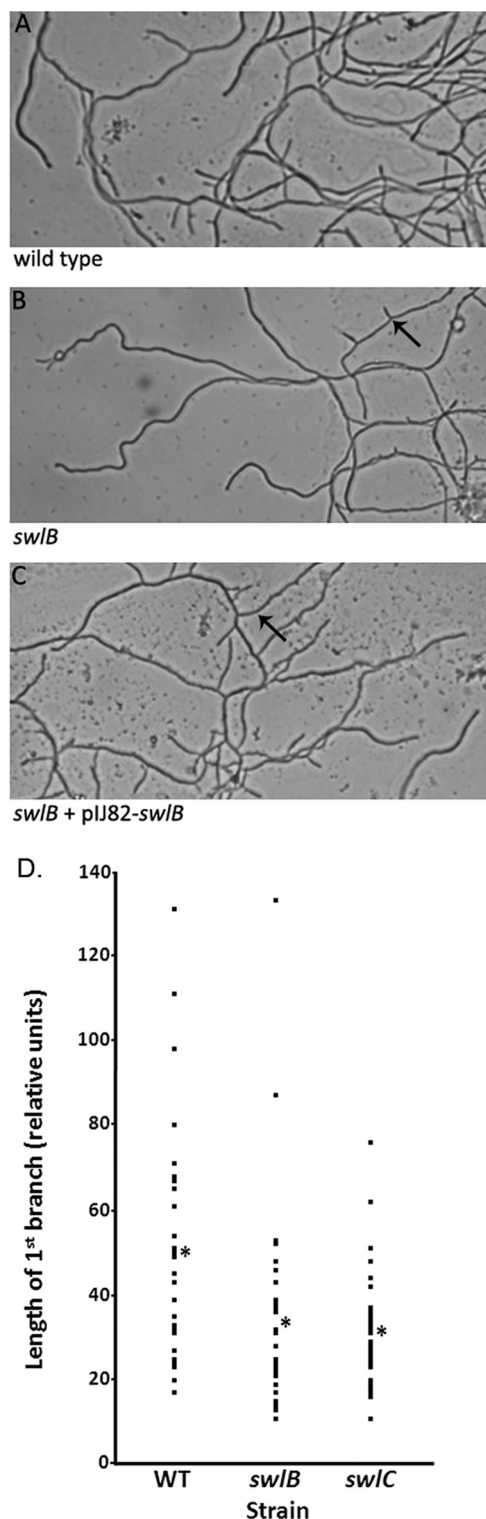 A
wild type
B
swlB
C
swlB + pIJ82-swlB
D.
Length of 1st branch (relative units)
140
120
100
80
60
40
20
0
*
*
*
WT swlB swlC
Strain